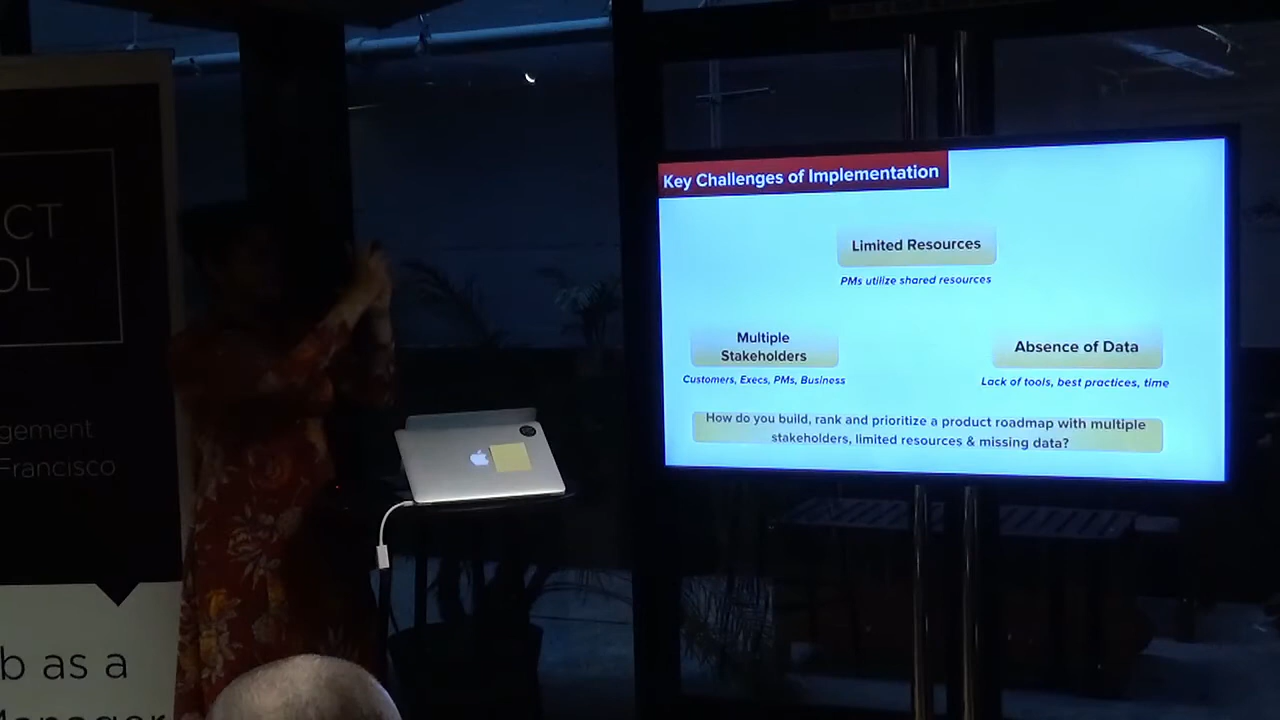 CT
OL
gement
Francisco
b as a
Manager
Key Challenges of Implementation
Limited Resources
PMs utilize shared resources
Multiple
Stakeholders
Customers, Execs, PMs, Business
Absence of Data
Lack of tools, best practices, time
How do you build, rank and prioritize a product roadmap with multiple
stakeholders, limited resources & missing data?